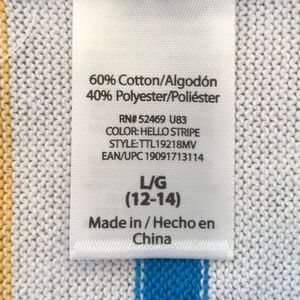 60% Cotton/Algodón
40% Polyester/Poliéster
RN# 52469 U83
COLOR: HELLO STRIPE
STYLE: TTL19218MV
EAN/UPC 19091713114
L/G
(12-14)
Made in / Hecho en
China